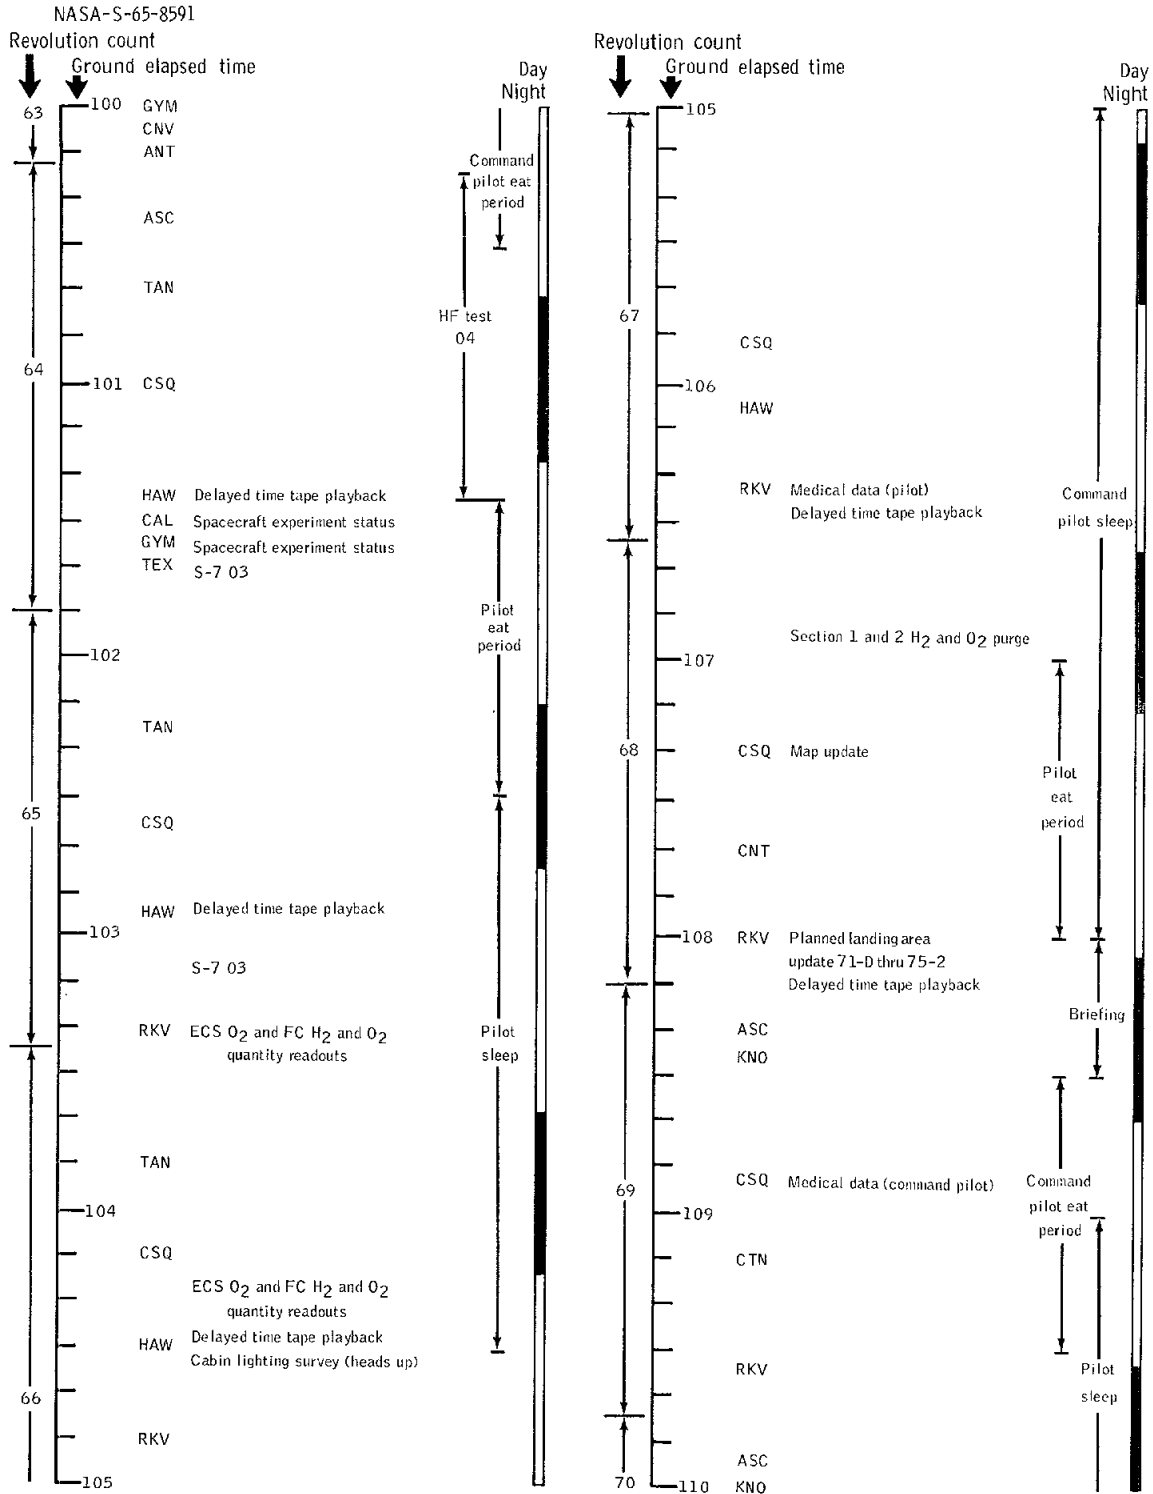 NASA-S-65-8591
Revolution count
Ground elapsed time
Day
Night
63
100 GYM
CNV
ANT
Command
pilot eat
period
ASC
TAN
HF test
04
64
101 CSQ
HAW Delayed time tape playback
CAL Spacecraft experiment status
GYM Spacecraft experiment status
TEX S-7 03
Pilot
eat
period
102
TAN
65
CSQ
HAW Delayed time tape playback
103
S-7 03
RKV ECS O2 and FC H2 and O2
quantity readouts
Pilot
sleep
TAN
104
CSQ
ECS O2 and FC H2 and O2
quantity readouts
HAW Delayed time tape playback
Cabin lighting survey (heads up)
66
RKV
105
Revolution count
Ground elapsed time
Day
Night
105
67
CSQ
106
HAW
RKV Medical data (pilot)
Delayed time tape playback
Command
pilot sleep
Section 1 and 2 H2 and O2 purge
107
68
CSQ Map update
Pilot
eat
period
CNT
108 RKV Planned landing area
update 71-D thru 75-2
Delayed time tape playback
Briefing
ASC
KNO
69
CSQ Medical data (command pilot)
Command
pilot eat
period
109
CTN
RKV
Pilot
sleep
ASC
70
110 KNO